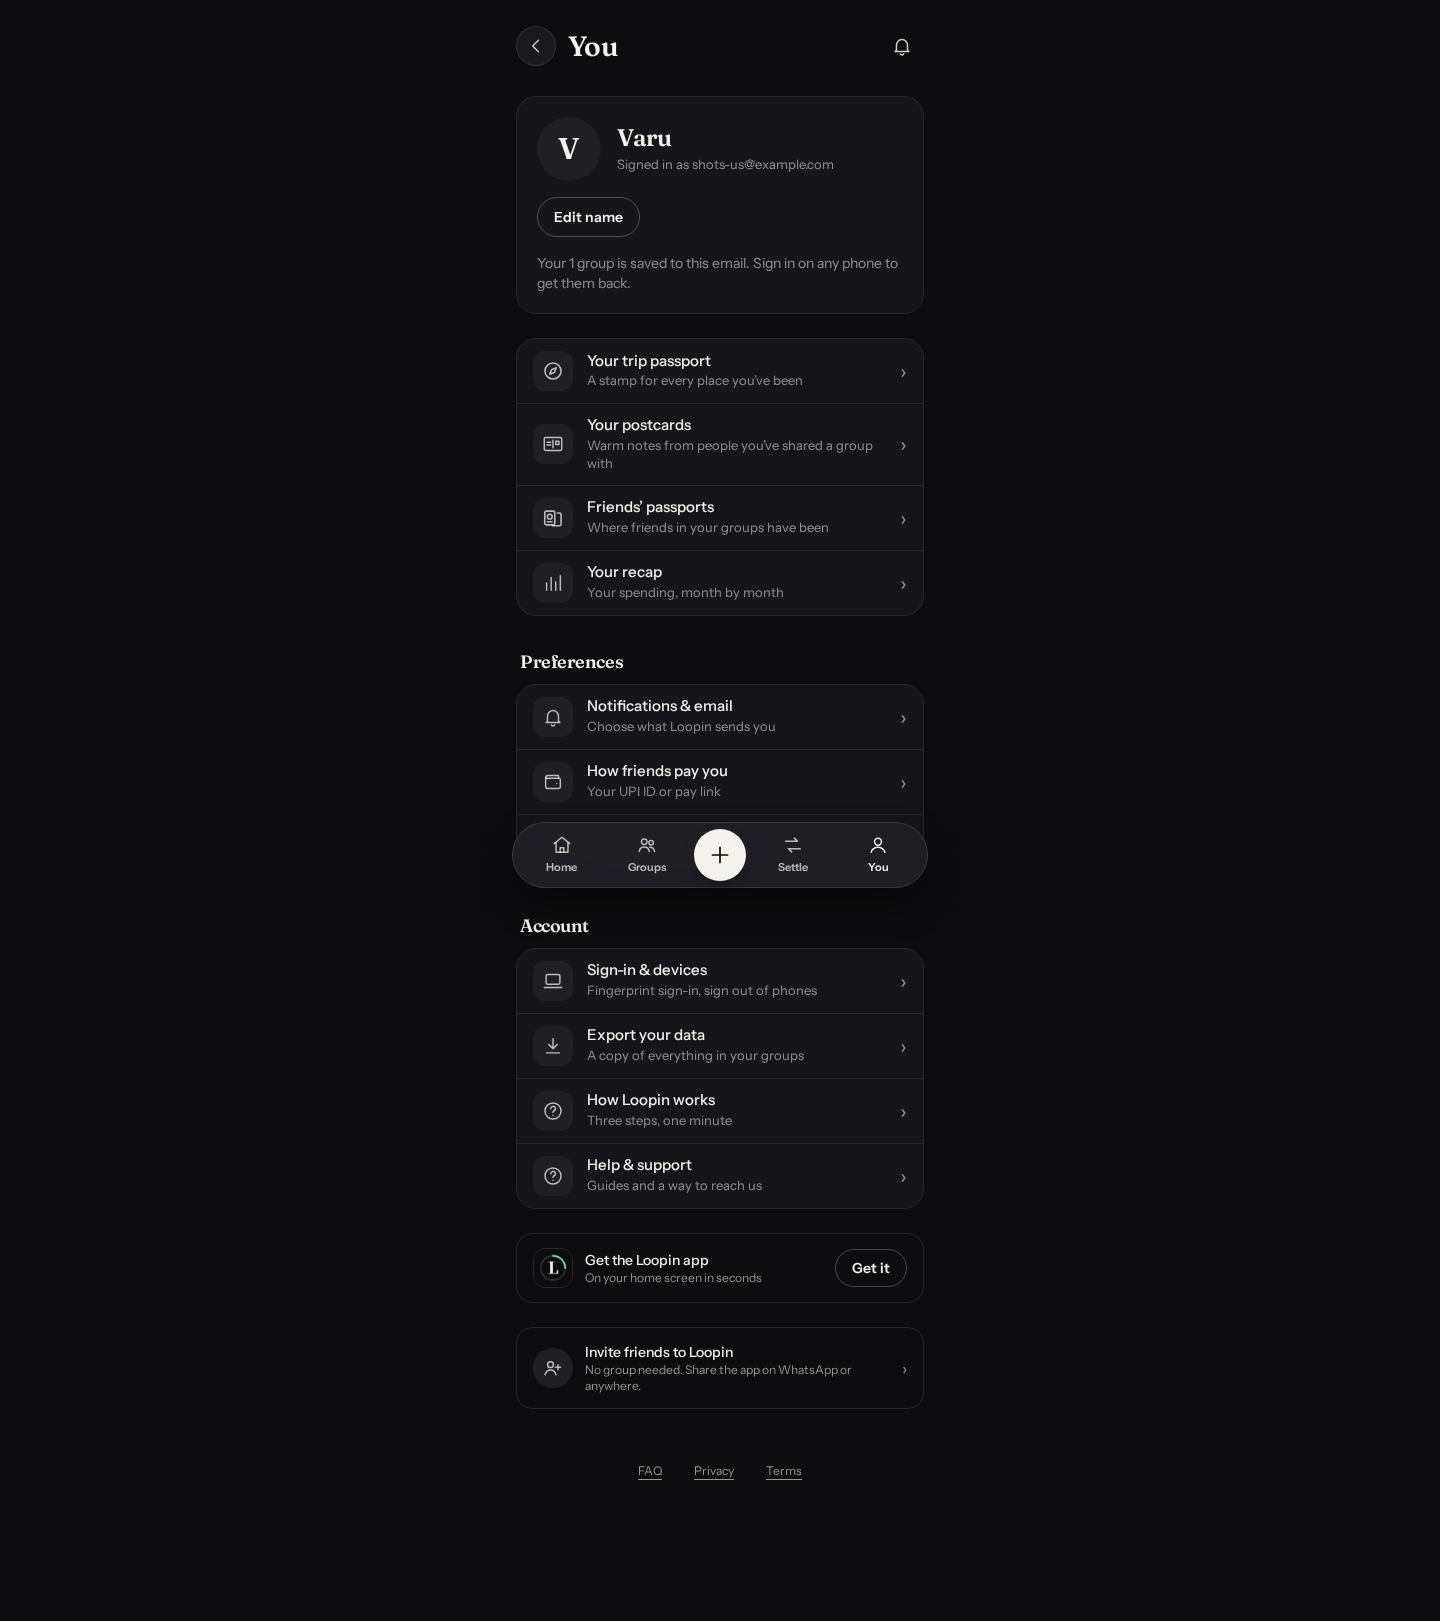 You
V
Varu
Signed in as shots-us@example.com
Edit name
Your 1 group is saved to this email. Sign in on any phone to
get them back.
Your trip passport
A stamp for every place you've been
Your postcards
Warm notes from people you've shared a group
with
Friends' passports
Where friends in your groups have been
Your recap
Your spending, month by month
Preferences
Notifications & email
Choose what Loopin sends you
How friends pay you
Your UPI ID or pay link
Home
Groups
Settle
You
Account
Sign-in & devices
Fingerprint sign-in, sign out of phones
Export your data
A copy of everything in your groups
How Loopin works
Three steps, one minute
Help & support
Guides and a way to reach us
L
Get the Loopin app
On your home screen in seconds
Get it
Invite friends to Loopin
No group needed. Share the app on WhatsApp or
anywhere.
FAQ
Privacy
Terms